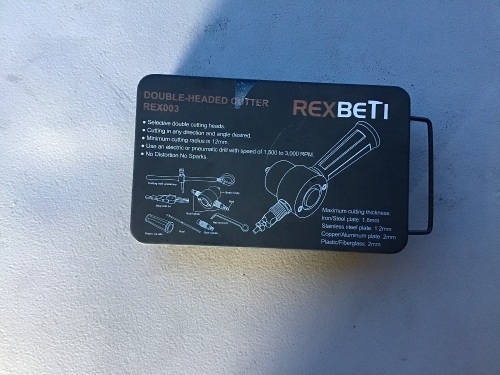 DOUBLE-HEADED CUTTER
REX003
REXBETI
● Selective double cutting heads.
● Cutting in any direction and angle desired.
● Minimum cutting radius is 12mm.
● Use an electric or pneumatic drill with speed of 1,500 to 3,000 RPM.
● No Distortion No Sparks.
Maximum cutting thickness:
Iron/Steel plate: 1.8mm
Stainless steel plate: 1.2mm
Copper/Aluminum plate: 2mm
Plastic/Fiberglass: 2mm